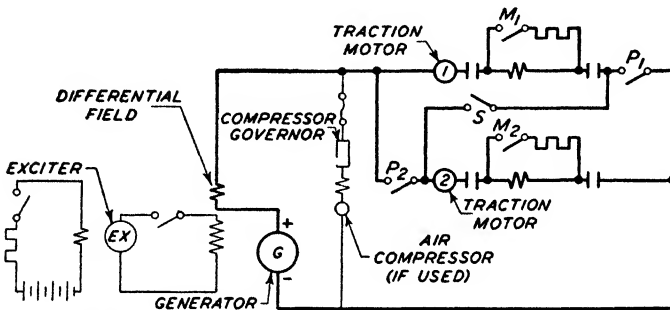 TRACTION
MOTOR
M1
P1
1
DIFFERENTIAL
FIELD
COMPRESSOR
GOVERNOR
S
M2
EXCITER
P2
2
TRACTION
MOTOR
EX
+
G
-
AIR
COMPRESSOR
(IF USED)
GENERATOR